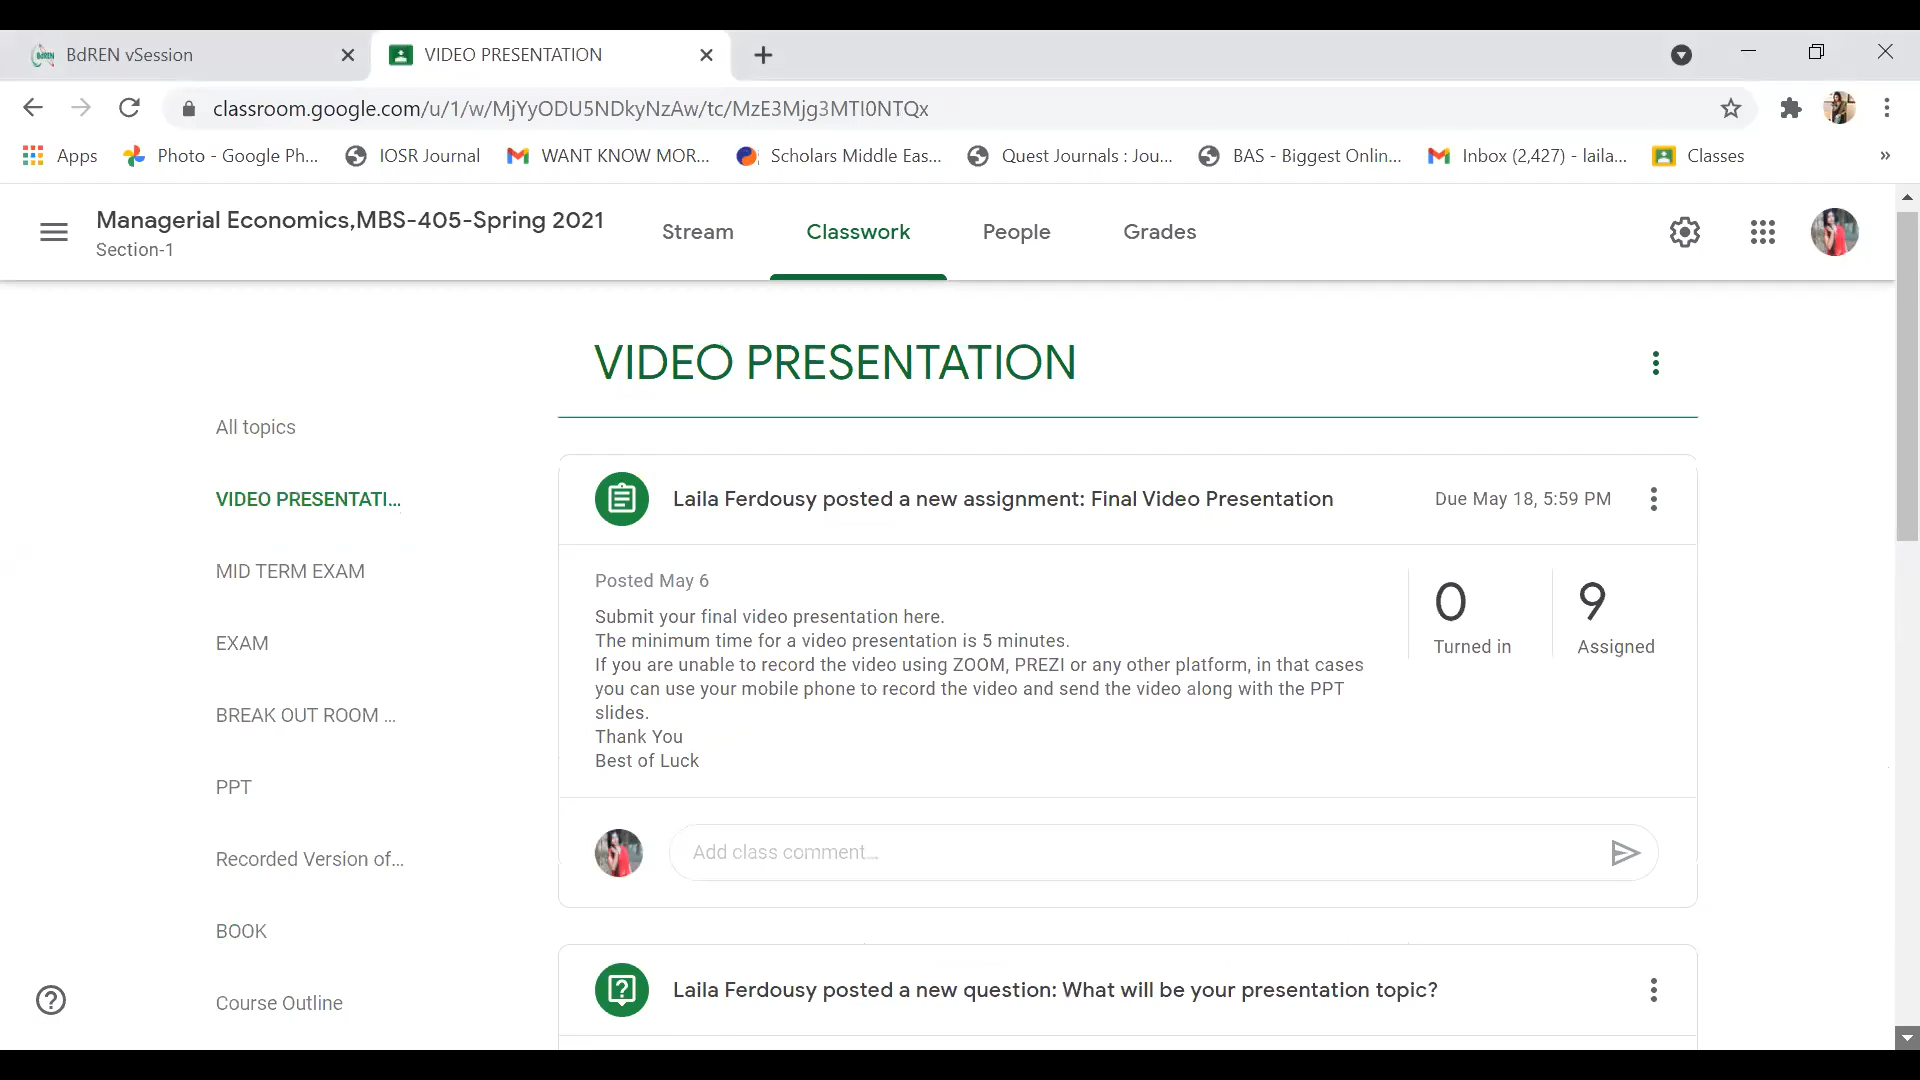 BdREN vSession
VIDEO PRESENTATION
classroom.google.com/u/1/w/MjYyODU5NDkyNzAw/tc/MzE3Mjg3MTI0NTQx
Apps
Photo - Google Ph...
IOSR Journal
WANT KNOW MOR...
Scholars Middle Eas...
Quest Journals : Jou...
BAS - Biggest Onlin...
Inbox (2,427) - laila...
Classes
»
Managerial Economics,MBS-405-Spring 2021
Section-1
Stream
Classwork
People
Grades
VIDEO PRESENTATION
All topics
VIDEO PRESENTATI...
MID TERM EXAM
EXAM
BREAK OUT ROOM ...
PPT
Recorded Version of...
BOOK
Course Outline
Laila Ferdousy posted a new assignment: Final Video Presentation
Due May 18, 5:59 PM
Posted May 6
Submit your final video presentation here.
The minimum time for a video presentation is 5 minutes.
If you are unable to record the video using ZOOM, PREZI or any other platform, in that cases
you can use your mobile phone to record the video and send the video along with the PPT
slides.
Thank You
Best of Luck
0
Turned in
9
Assigned
Add class comment...
Laila Ferdousy posted a new question: What will be your presentation topic?